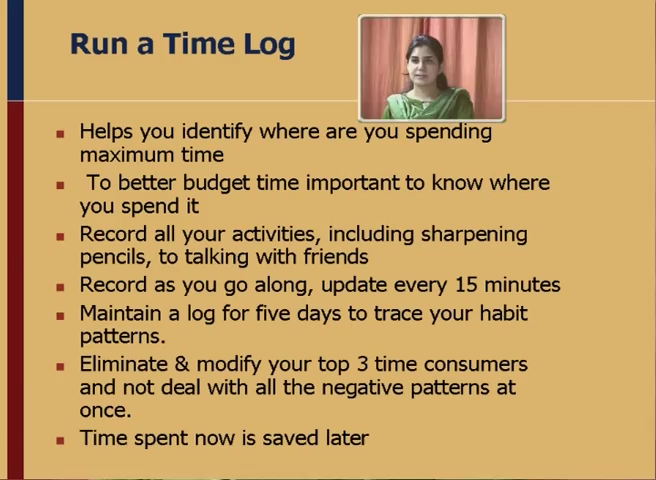 Run a Time Log
Helps you identify where are you spending
maximum time
To better budget time important to know where
you spend it
Record all your activities, including sharpening
pencils, to talking with friends
Record as you go along, update every 15 minutes
Maintain a log for five days to trace your habit
patterns.
Eliminate & modify your top 3 time consumers
and not deal with all the negative patterns at
once.
Time spent now is saved later